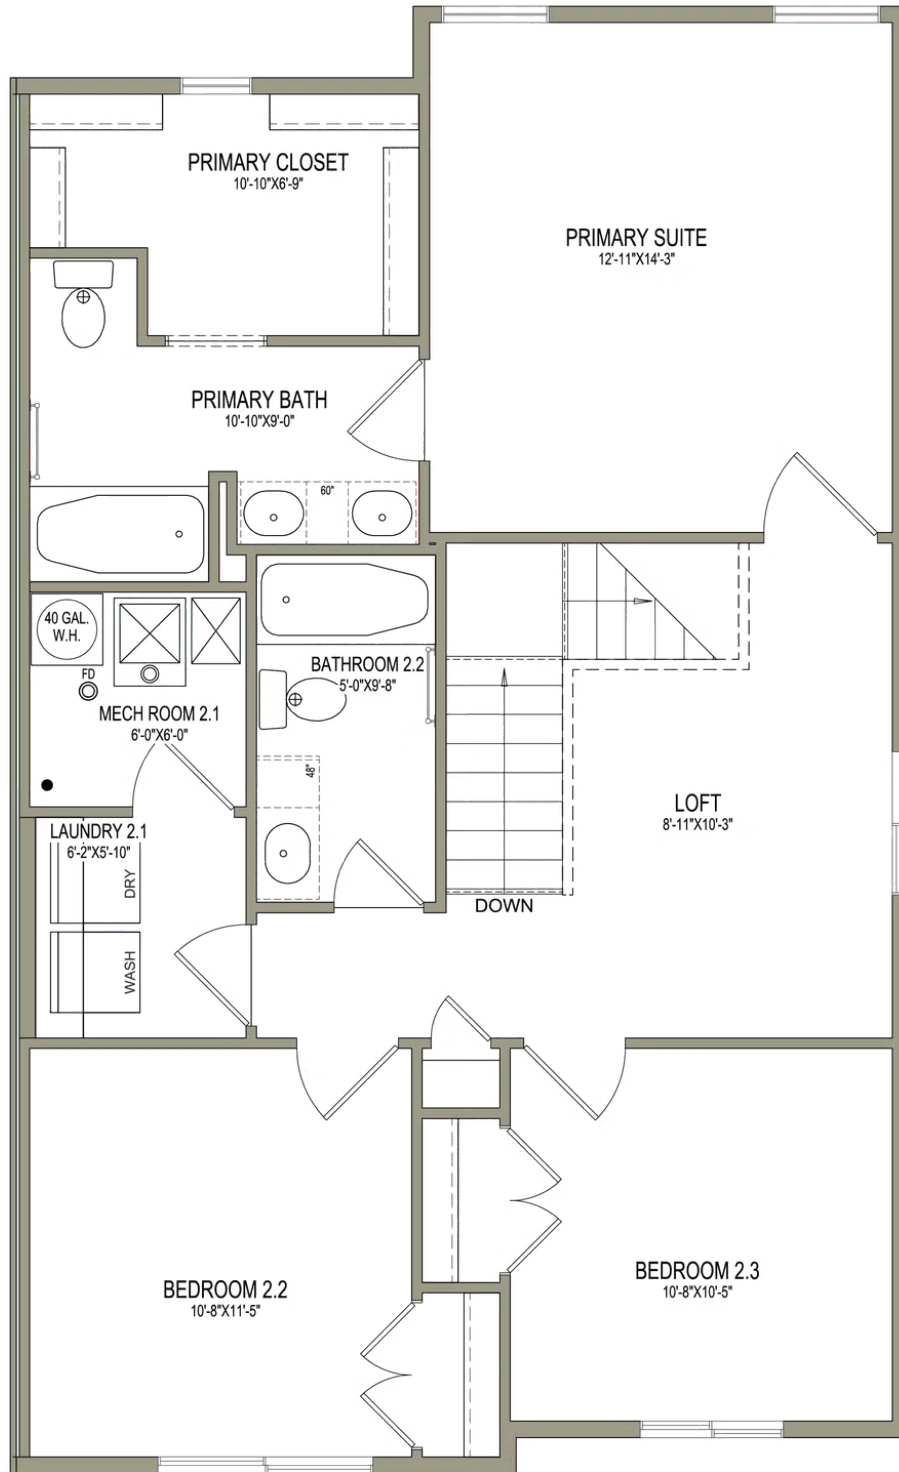 PRIMARY CLOSET
10'-10"X6'-9"
PRIMARY SUITE
12'-11"X14'-3"
PRIMARY BATH
10'-10"X9'-0"
60"
40 GAL.
W.H.
FD
MECH ROOM 2.1
6'-0"X6'-0"
BATHROOM 2.2
5'-0"X9'-8"
48"
LOFT
8'-11"X10'-3"
LAUNDRY 2.1
6'-2"X5'-10"
DRY
WASH
DOWN
BEDROOM 2.2
10'-8"X11'-5"
BEDROOM 2.3
10'-8"X10'-5"